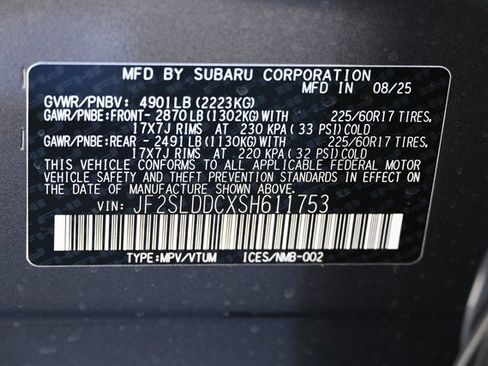 MFD BY SUBARU CORPORATION
MFD IN 08/25
GVWR/PNBV: 4901LB(2223KG)
GAWR/PNBE:FRONT- 2870LB(1302KG)WITH 225/60R17 TIRES,
17X7J RIMS AT 230 KPA( 33 PSI)COLD
GAWR/PNBE:REAR - 2491LB(1130KG)WITH 225/60R17 TIRES,
17X7J RIMS AT 220 KPA( 32 PSI)COLD
THIS VEHICLE CONFORMS TO ALL APPLICABLE FEDERAL MOTOR
VEHICLE SAFETY AND THEFT PREVENTION STANDARDS IN EFFECT
ON THE DATE OF MANUFACTURE SHOWN ABOVE.
VIN: JF2SLDDCXSH611753
TYPE:MPV/VTUM ICES/NMB-002